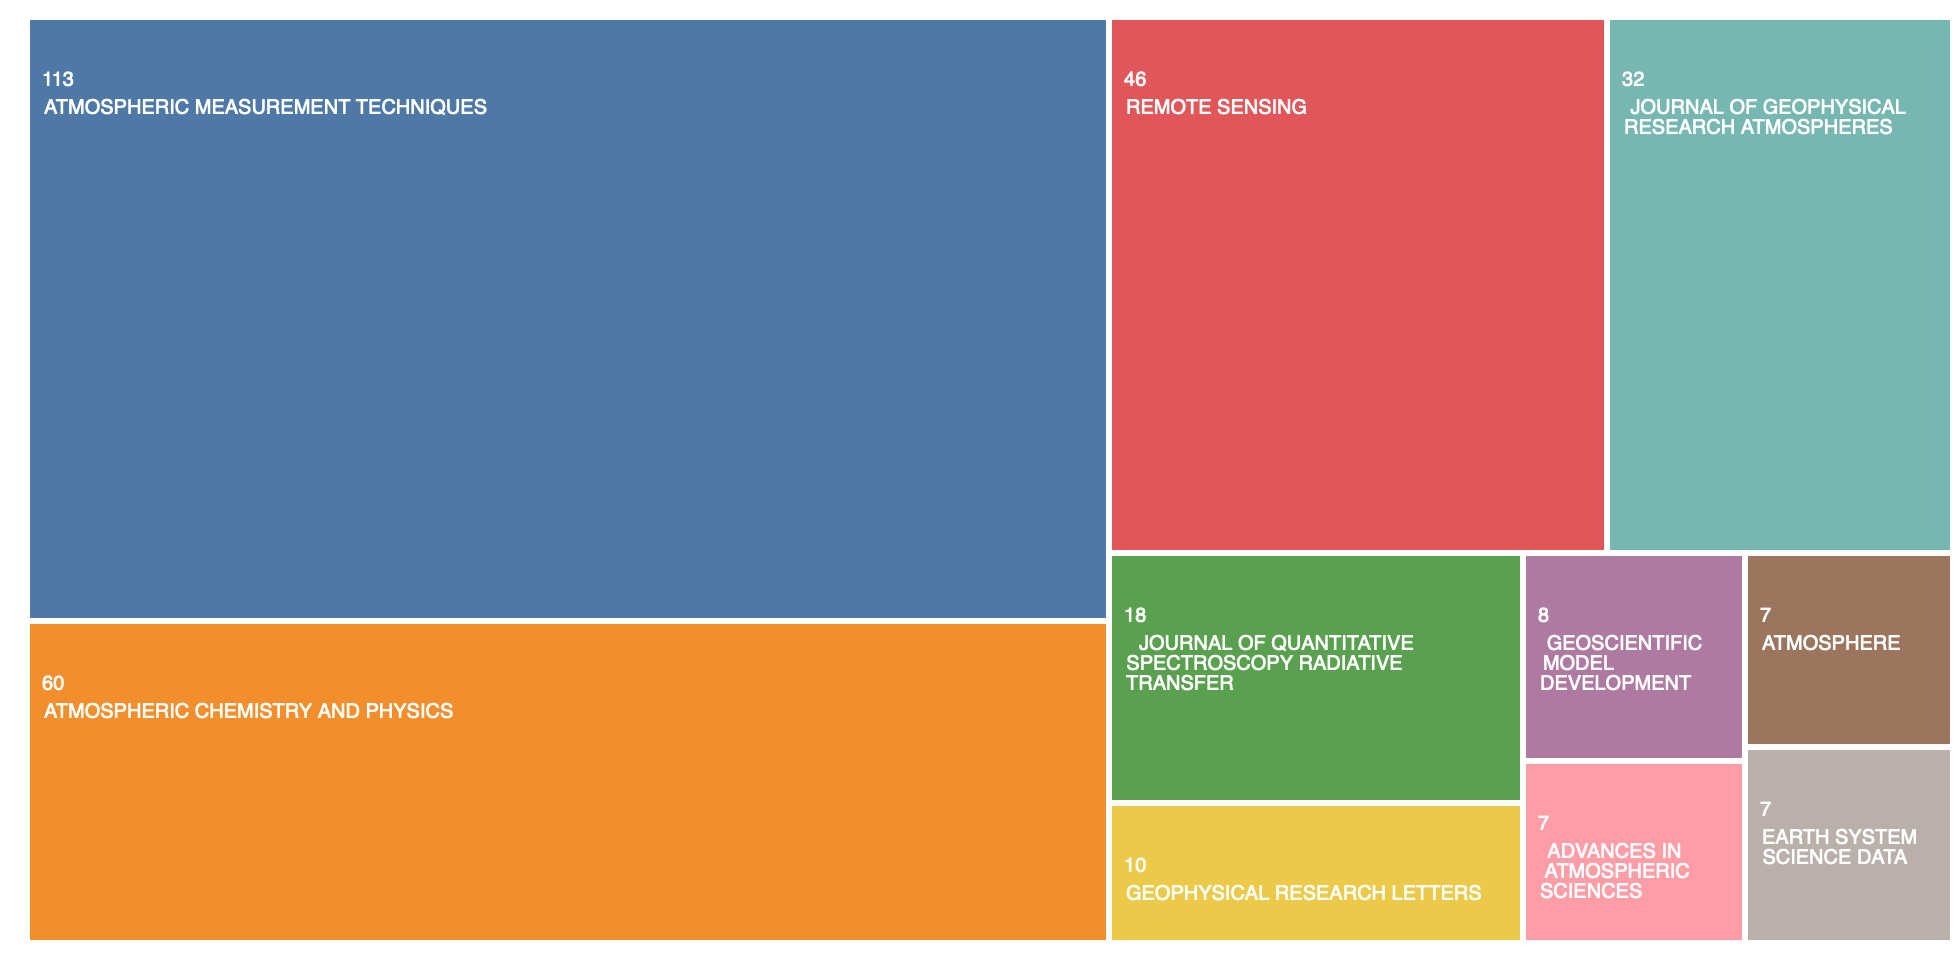 113
ATMOSPHERIC MEASUREMENT TECHNIQUES
60
ATMOSPHERIC CHEMISTRY AND PHYSICS
46
REMOTE SENSING
32
JOURNAL OF GEOPHYSICAL
RESEARCH ATMOSPHERES
18
JOURNAL OF QUANTITATIVE
SPECTROSCOPY RADIATIVE
TRANSFER
10
GEOPHYSICAL RESEARCH LETTERS
8
GEOSCIENTIFIC
MODEL
DEVELOPMENT
7
ADVANCES IN
ATMOSPHERIC
SCIENCES
7
ATMOSPHERE
7
EARTH SYSTEM
SCIENCE DATA